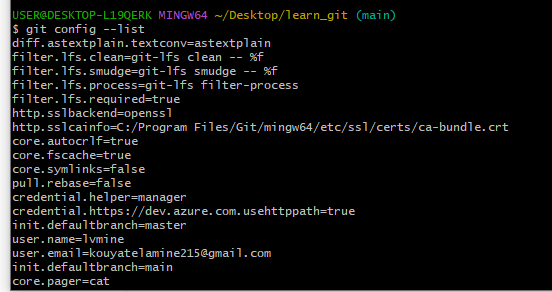 USER@DESKTOP-L19QERK MINGW64 ~/Desktop/learn_git (main)
$ git config --list
diff.astextplain.textconv=astextplain
filter.lfs.clean=git-lfs clean -- %f
filter.lfs.smudge=git-lfs smudge -- %f
filter.lfs.process=git-lfs filter-process
filter.lfs.required=true
http.sslbackend=openssl
http.sslcainfo=C:/Program Files/Git/mingw64/etc/ssl/certs/ca-bundle.crt
core.autocrlf=true
core.fscache=true
core.symlinks=false
pull.rebase=false
credential.helper=manager
credential.https://dev.azure.com.usehttppath=true
init.defaultbranch=master
user.name=lvmine
user.email=kouyatelamine215@gmail.com
init.defaultbranch=main
core.pager=cat